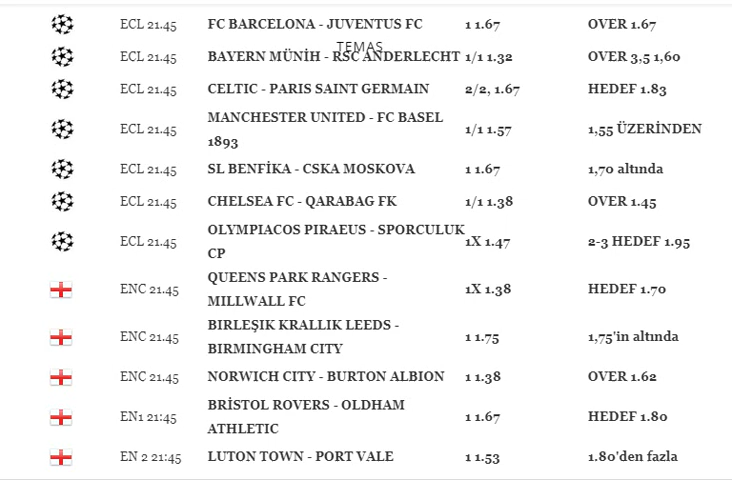 ECL 21.45 FC BARCELONA - JUVENTUS FC 1 1.67 OVER 1.67
TEMAS
ECL 21.45 BAYERN MÜNİH - RSC ANDERLECHT 1/1 1.32 OVER 3,5 1,60
ECL 21.45 CELTIC - PARIS SAINT GERMAIN 2/2, 1.67 HEDEF 1.83
ECL 21.45 MANCHESTER UNITED - FC BASEL 1/1 1.57 1,55 ÜZERİNDEN
1893
ECL 21.45 SL BENFİKA - CSKA MOSKOVA 1 1.67 1,70 altında
ECL 21.45 CHELSEA FC - QARABAG FK 1/1 1.38 OVER 1.45
ECL 21.45 OLYMPIACOS PIRAEUS - SPORCULUK 1X 1.47 2-3 HEDEF 1.95
CP
ENC 21.45 QUEENS PARK RANGERS - 1X 1.38 HEDEF 1.70
MILLWALL FC
ENC 21.45 BIRLEŞIK KRALLIK LEEDS - 1 1.75 1,75'in altında
BIRMINGHAM CITY
ENC 21.45 NORWICH CITY - BURTON ALBION 1 1.38 OVER 1.62
EN1 21:45 BRİSTOL ROVERS - OLDHAM 1 1.67 HEDEF 1.80
ATHLETIC
EN 2 21:45 LUTON TOWN - PORT VALE 1 1.53 1.80'den fazla